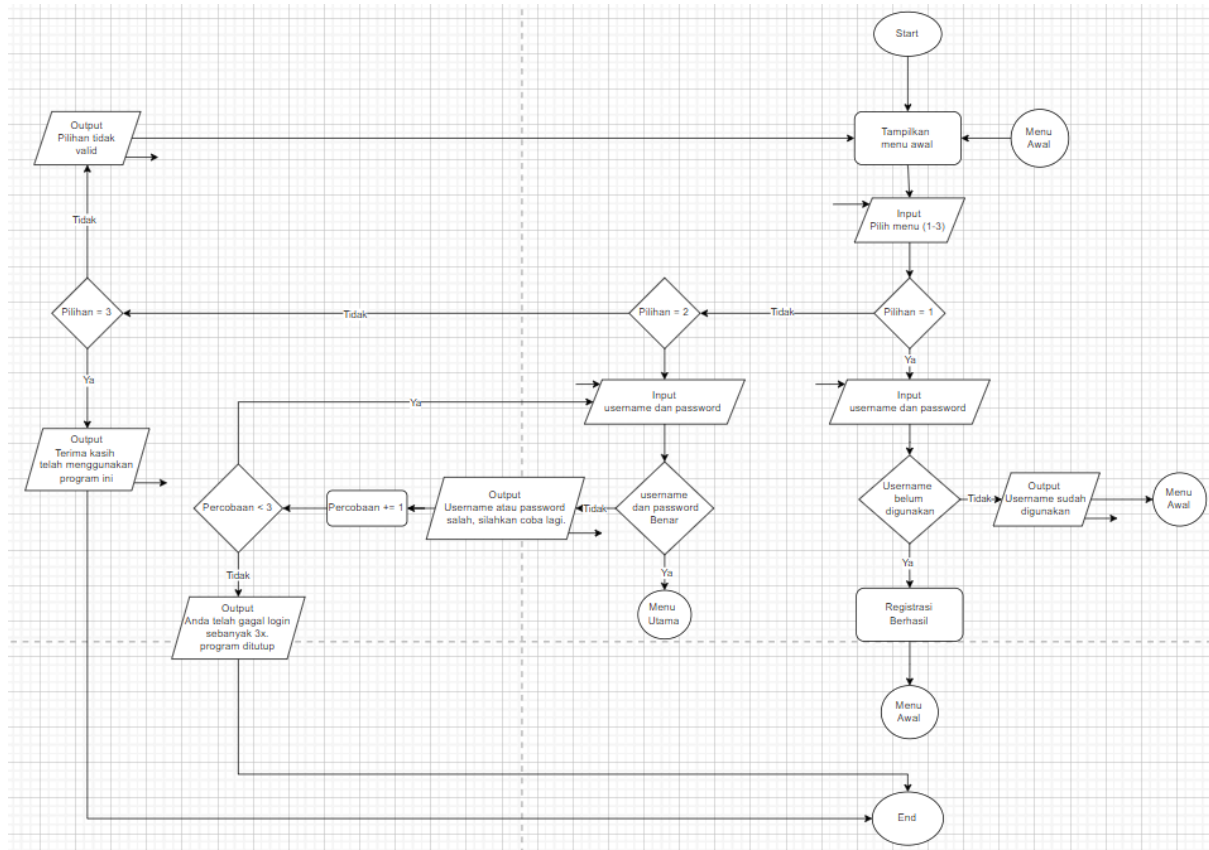 Start
Output
Pilihan tidak
valid
Tampilkan
menu awal
Menu
Awal
Tidak
Input
Pilih menu (1-3)
Pilihan = 3
Tidak
Pilihan = 2
Tidak
Pilihan = 1
Ya
Ya
Input
username dan password
Input
username dan password
Ya
Output
Terima kasih
telah menggunakan
program ini
Percobaan < 3
Percobaan += 1
Output
Username atau password
salah, silahkan coba lagi.
Tidak
username
dan password
Benar
Username
belum
digunakan
Tidak
Output
Username sudah
digunakan
Menu
Awal
Tidak
Ya
Ya
Output
Anda telah gagal login
sebanyak 3x.
program ditutup
Menu
Utama
Registrasi
Berhasil
Menu
Awal
End